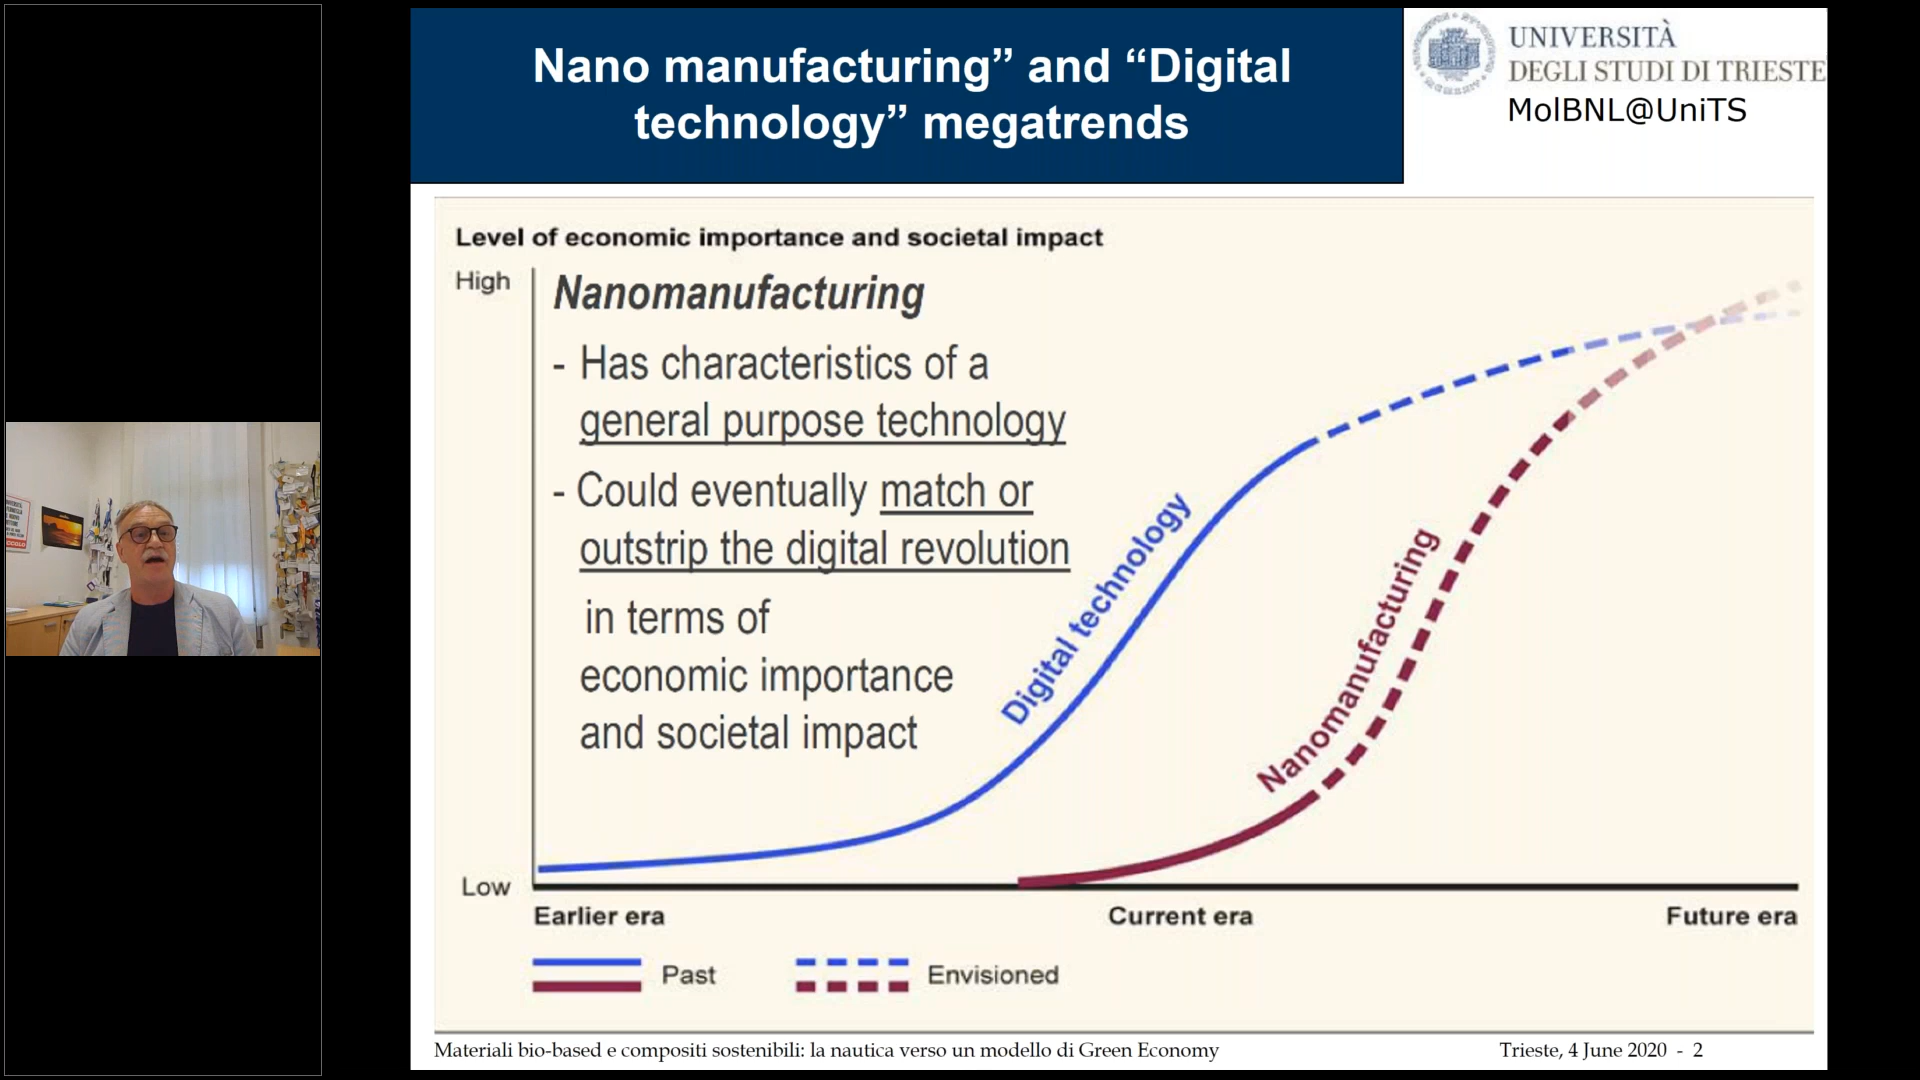 Nano manufacturing” and “Digital
technology” megatrends
UNIVERSITÀ
DEGLI STUDI DI TRIESTE
MolBNL@UniTS
Level of economic importance and societal impact
High
Nanomanufacturing
- Has characteristics of a
general purpose technology
- Could eventually match or
outstrip the digital revolution
in terms of
economic importance
and societal impact
Digital technology
Nanomanufacturing
Low
Earlier era
Current era
Future era
Past
Envisioned
Materiali bio-based e compositi sostenibili: la nautica verso un modello di Green Economy
Trieste, 4 June 2020 - 2